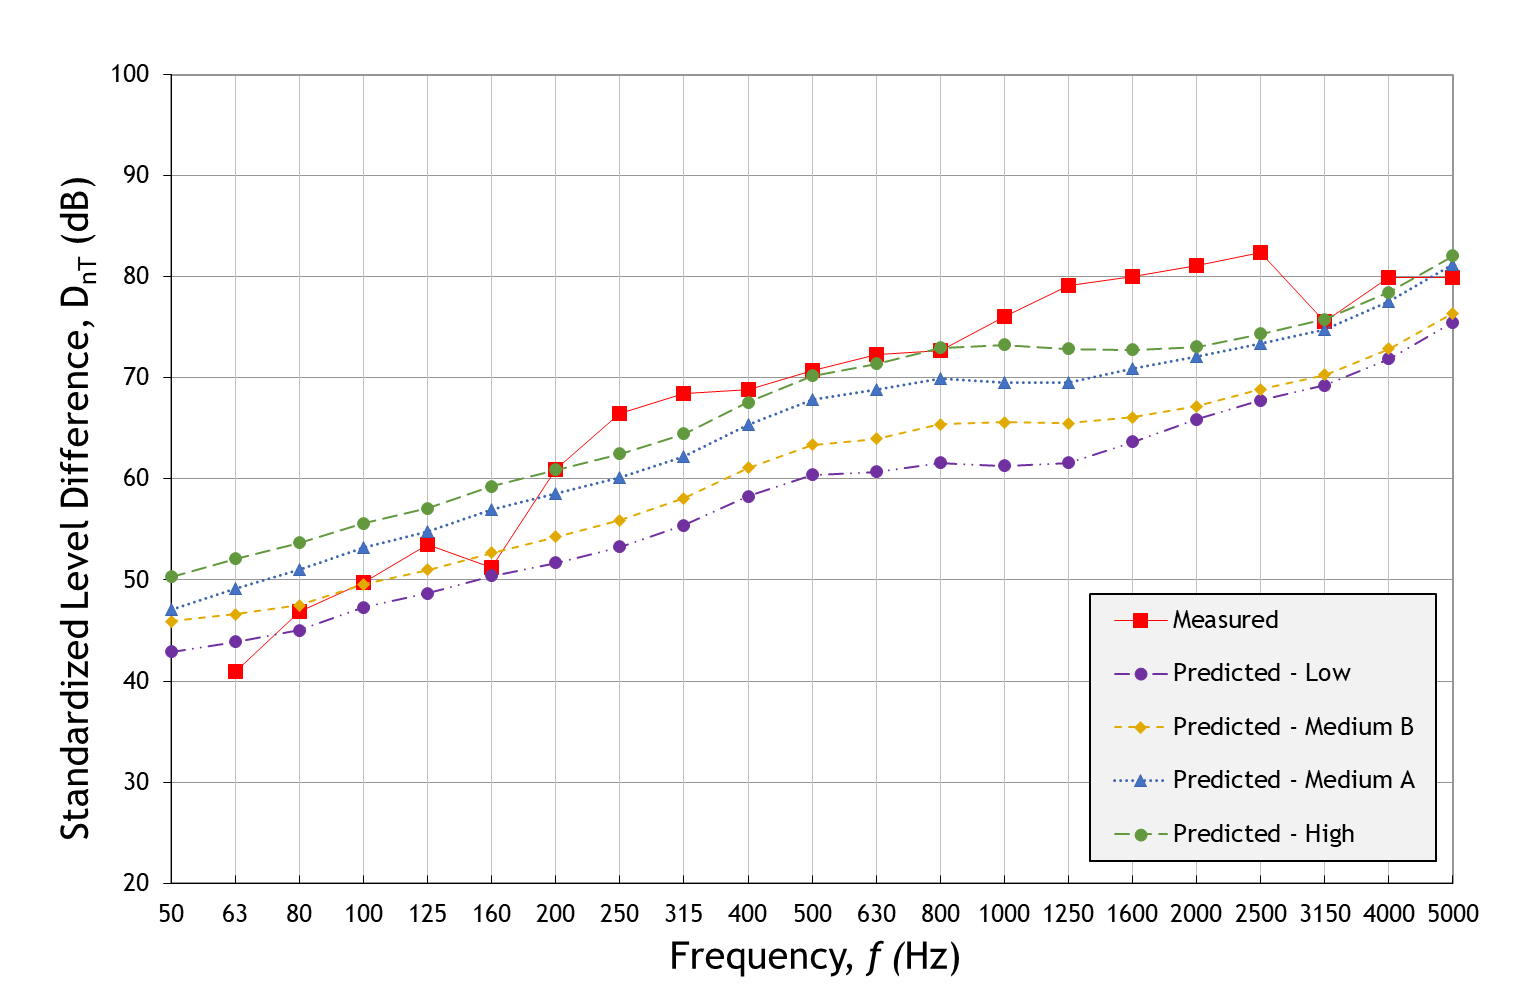 100
90
80
70
60
50
40
30
20
Standardized Level Difference, DnT (dB)
Measured
Predicted - Low
Predicted - Medium B
Predicted - Medium A
Predicted - High
50 63 80 100 125 160 200 250 315 400 500 630 800 1000 1250 1600 2000 2500 3150 4000 5000
Frequency, f (Hz)